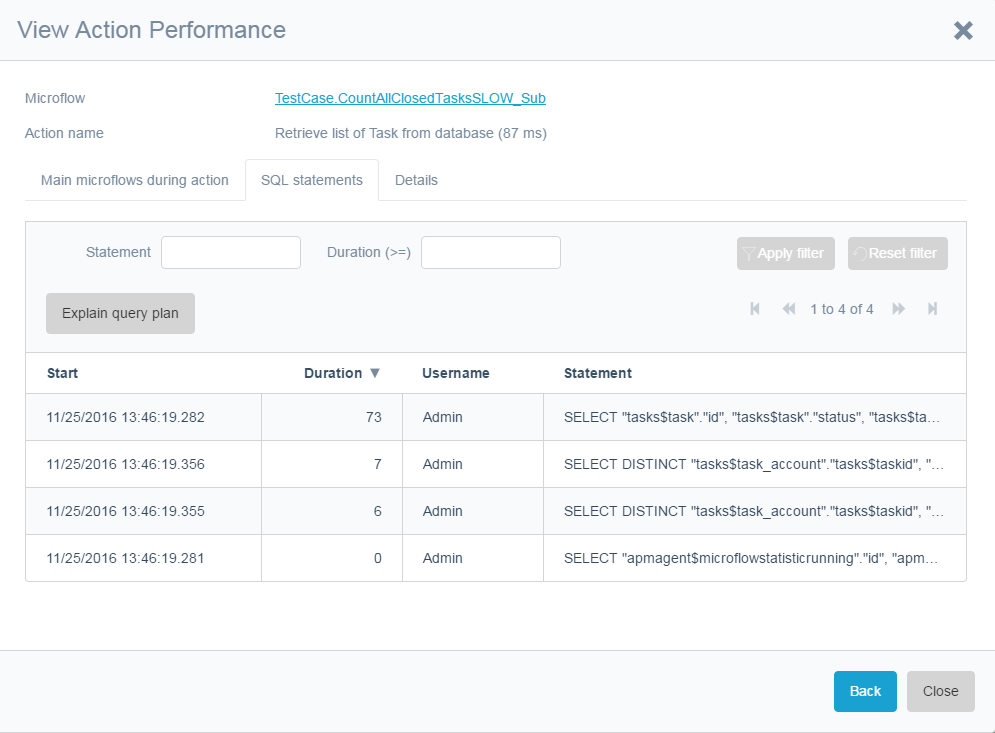 View Action Performance
Microflow TestCase.CountAllClosedTasksSLOW_Sub
Action name Retrieve list of Task from database (87 ms)
Main microflows during action SQL statements Details
Statement Duration (>=) Apply filter Reset filter
Explain query plan 1 to 4 of 4
Start Duration ▼ Username Statement
11/25/2016 13:46:19.282 73 Admin SELECT "tasks$task"."id", "tasks$task"."status", "tasks$ta...
11/25/2016 13:46:19.356 7 Admin SELECT DISTINCT "tasks$task_account"."tasks$taskid", "...
11/25/2016 13:46:19.355 6 Admin SELECT DISTINCT "tasks$task_account"."tasks$taskid", "...
11/25/2016 13:46:19.281 0 Admin SELECT "apmagent$microflowstatisticrunning"."id", "apm...
Back Close